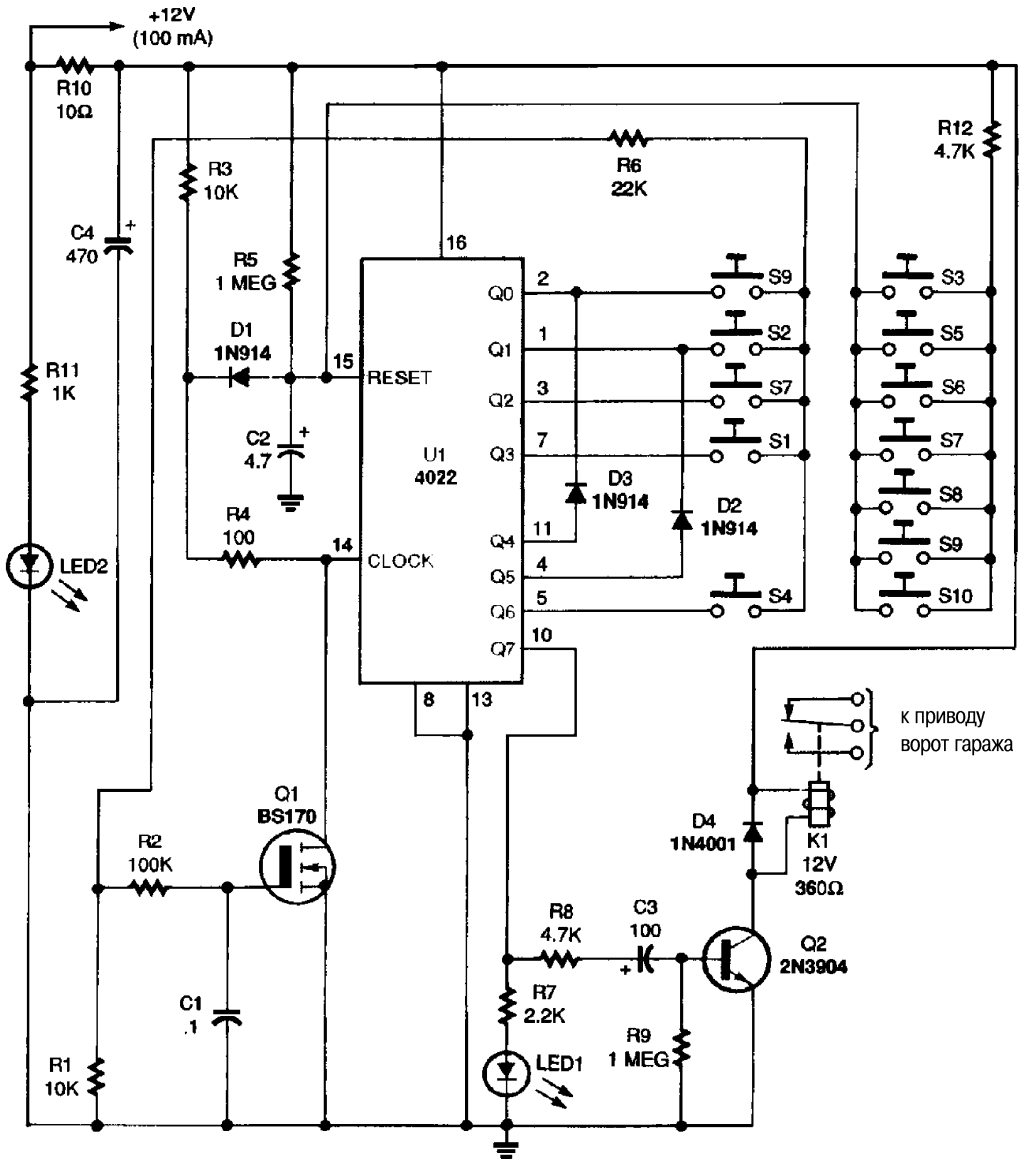 +12V
(100 mA)
R10
10Ω
R12
4.7K
R3
10K
R6
22K
C4
470
+
R5
1 MEG
16
2
Q0
S9
S3
D1
1N914
1
Q1
S2
S5
R11
1K
15
RESET
3
Q2
S7
S6
C2
4.7
+
U1
4022
7
Q3
S1
S7
D3
1N914
D2
1N914
S8
R4
100
14
CLOCK
11
Q4
S9
LED2
4
Q5
5
Q6
S4
S10
10
Q7
8
13
к приводу
ворот гаража
Q1
BS170
D4
1N4001
K1
12V
360Ω
R2
100K
R8
4.7K
C3
100
+
Q2
2N3904
C1
.1
R7
2.2K
R9
1 MEG
R1
10K
LED1